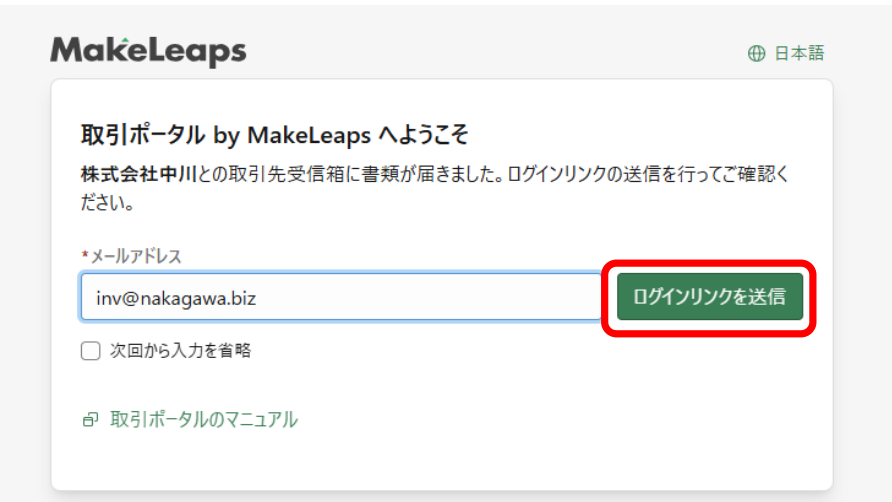 MakeLeaps
日本語
取引ポータル by MakeLeaps へようこそ
株式会社中川との取引先受信箱に書類が届きました。ログインリンクの送信を行ってご確認く
ださい。
*メールアドレス
inv@nakagawa.biz
ログインリンクを送信
次回から入力を省略
取引ポータルのマニュアル